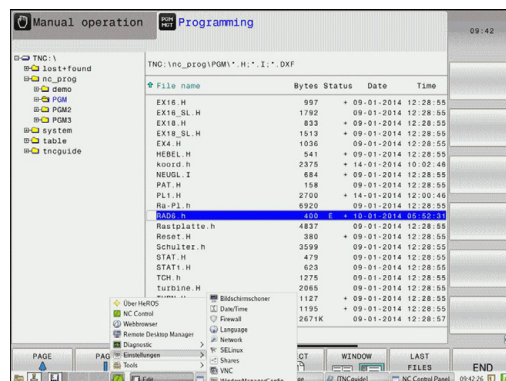 Manual operation
PGM MGT
Programming
09:42
TNC:\
lost+found
nc_prog
demo
PGM
PGM2
PGM3
system
table
tncguide
TNC:\nc_prog\PGM\*.H;*.I;*.DXF
File name Bytes Status Date Time
EX16.H 997 + 09-01-2014 12:28:55
EX16_SL.H 1792 09-01-2014 12:28:55
EX18.H 833 + 09-01-2014 12:28:55
EX18_SL.H 1513 + 09-01-2014 12:28:55
EX4.H 1036 09-01-2014 12:28:55
HEBEL.H 541 + 09-01-2014 12:28:55
koord.h 2375 + 14-01-2014 10:02:46
NEUGL.I 684 + 09-01-2014 12:28:55
PAT.H 158 09-01-2014 12:28:55
PL1.H 2700 + 14-01-2014 12:00:46
Ra-Pl.h 6920 09-01-2014 12:28:55
RAD6.h 400 E + 10-01-2014 05:52:31
Rastplatte.h 4837 09-01-2014 12:28:55
Reset.H 380 + 09-01-2014 12:28:55
Schulter.h 3599 09-01-2014 12:28:55
STAT.H 479 09-01-2014 12:28:55
STAT1.H 623 09-01-2014 12:28:55
TCH.h 1275 09-01-2014 12:28:55
turbine.H 2065 09-01-2014 12:28:55
1127 + 09-01-2014 12:28:55
1195 + 09-01-2014 12:28:55
2671K 09-01-2014 12:28:57
Über HeROS
NC Control
Webbrowser
Remote Desktop Manager
Diagnostic
Einstellungen
Tools
Bildschirmschoner
Date/Time
Firewall
Language
Network
SELinux
Shares
VNC
WindowManagerConfig
PAGE
PAG
CT
WINDOW
LAST FILES
END
Edit
ge
[TNCguide]
NC Control Panel
09:42:26